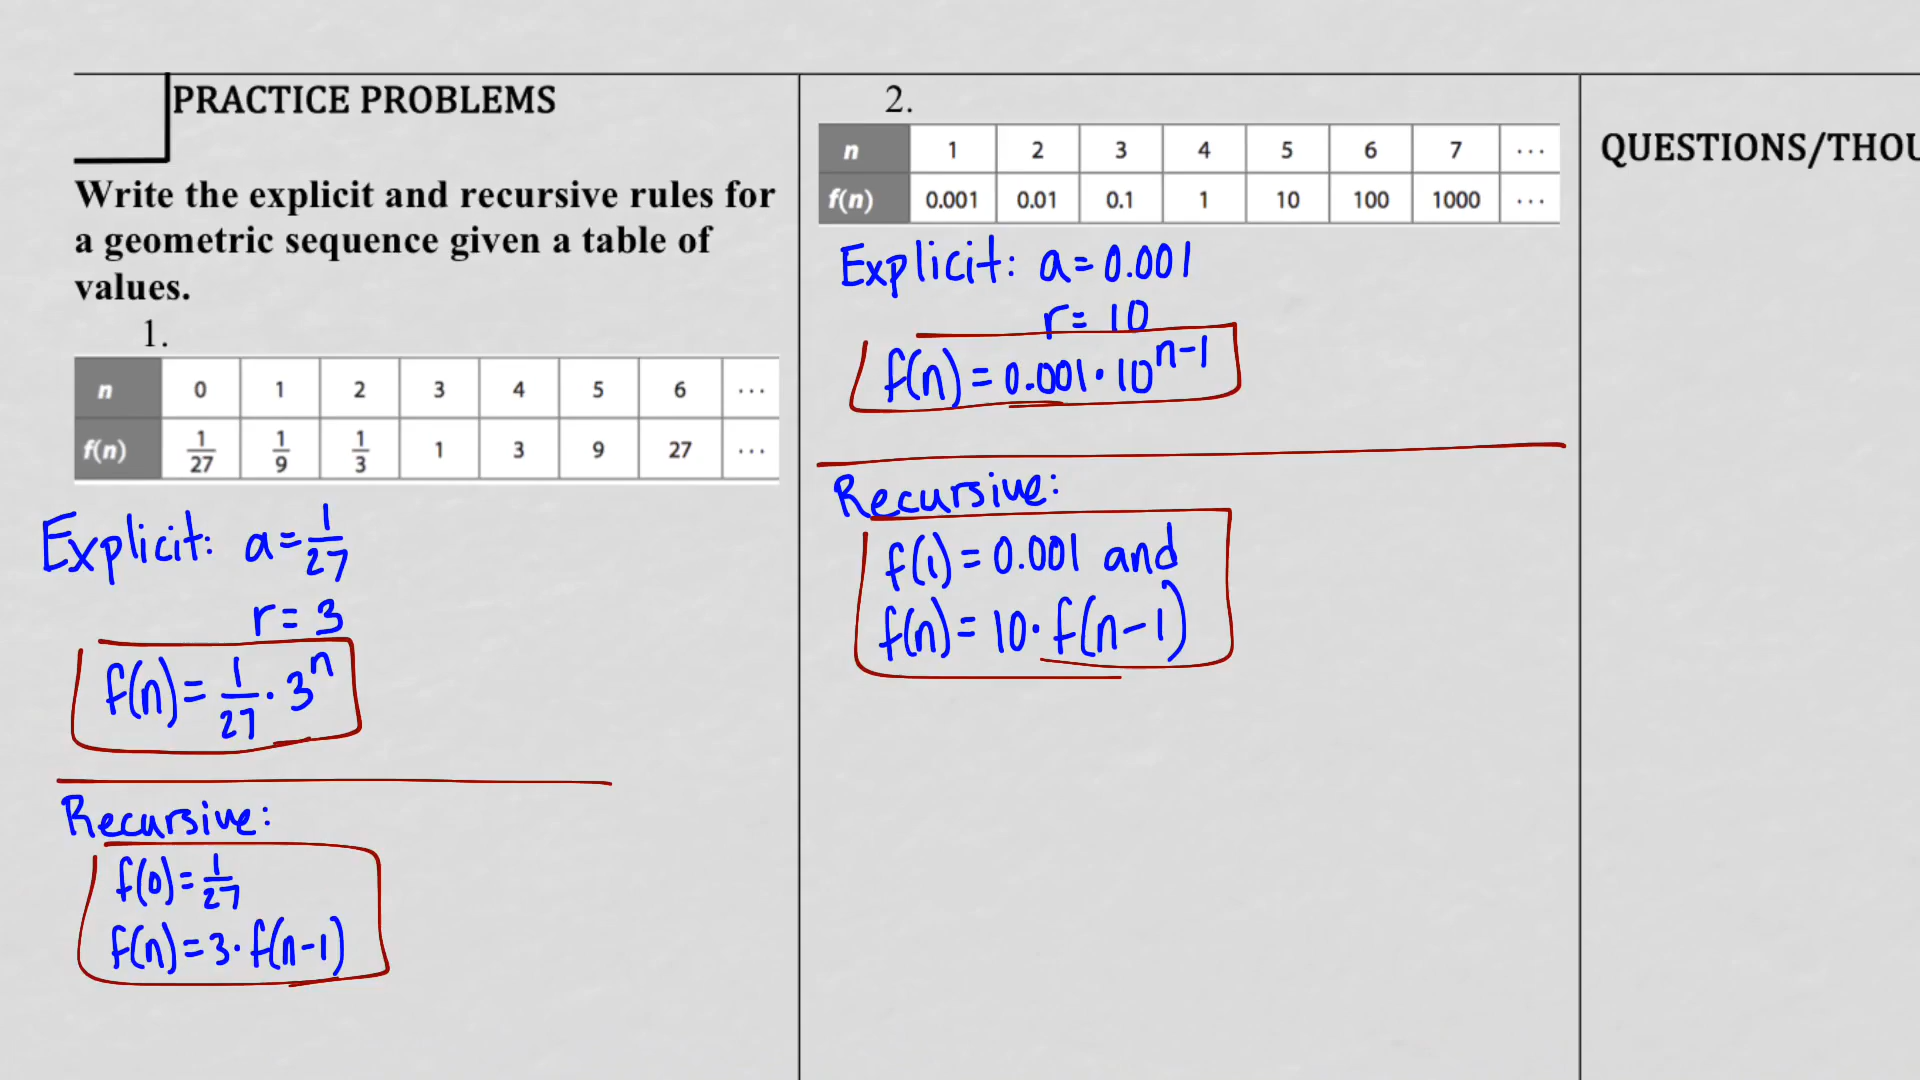 PRACTICE PROBLEMS
Write the explicit and recursive rules for
a geometric sequence given a table of
values.
1.
n 0 1 2 3 4 5 6 ...
f(n) 1/27 1/9 1/3 1 3 9 27 ...
Explicit: a = 1/27
r = 3
f(n) = 1/27 · 3^n
Recursive:
f(0) = 1/27
f(n) = 3 · f(n-1)
2.
n 1 2 3 4 5 6 7 ...
f(n) 0.001 0.01 0.1 1 10 100 1000 ...
Explicit: a = 0.001
r = 10
f(n) = 0.001 · 10^(n-1)
Recursive:
f(1) = 0.001 and
f(n) = 10 · f(n-1)
QUESTIONS/THOU